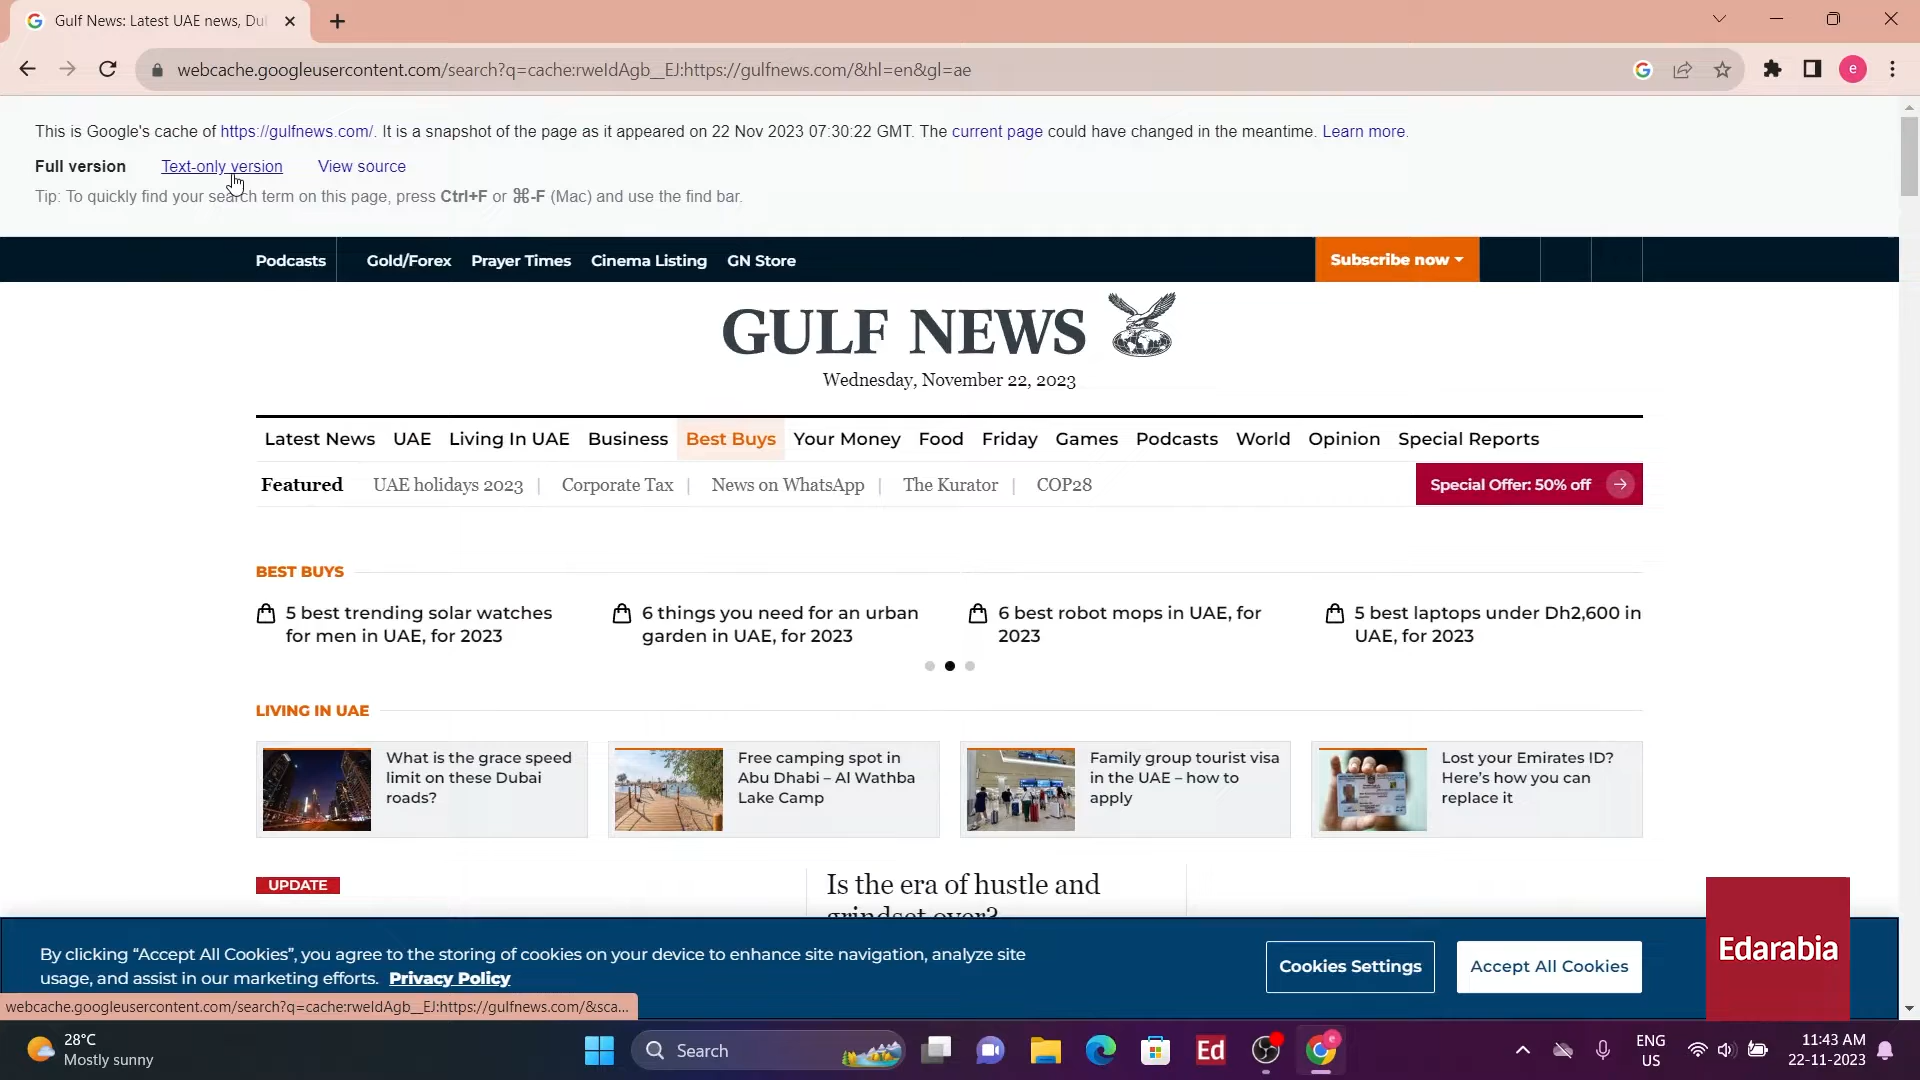 Gulf News: Latest UAE news, Du
webcache.googleusercontent.com/search?q=cache:rweIdAgb__EJ:https://gulfnews.com/&hl=en&gl=ae
e
This is Google's cache of https://gulfnews.com/. It is a snapshot of the page as it appeared on 22 Nov 2023 07:30:22 GMT. The current page could have changed in the meantime. Learn more.
Full version Text-only version View source
Tip: To quickly find your search term on this page, press Ctrl+F or ⌘-F (Mac) and use the find bar.
Podcasts Gold/Forex Prayer Times Cinema Listing GN Store Subscribe now
GULF NEWS
Wednesday, November 22, 2023
Latest News UAE Living In UAE Business Best Buys Your Money Food Friday Games Podcasts World Opinion Special Reports
Featured UAE holidays 2023 | Corporate Tax | News on WhatsApp | The Kurator | COP28 Special Offer: 50% off
BEST BUYS
5 best trending solar watches
for men in UAE, for 2023
6 things you need for an urban
garden in UAE, for 2023
6 best robot mops in UAE, for
2023
5 best laptops under Dh2,600 in
UAE, for 2023
LIVING IN UAE
What is the grace speed
limit on these Dubai
roads?
Free camping spot in
Abu Dhabi – Al Wathba
Lake Camp
Family group tourist visa
in the UAE – how to
apply
Lost your Emirates ID?
Here's how you can
replace it
UPDATE
Is the era of hustle and
grindset over?
By clicking “Accept All Cookies”, you agree to the storing of cookies on your device to enhance site navigation, analyze site
usage, and assist in our marketing efforts. Privacy Policy
Cookies Settings
Accept All Cookies
Edarabia
webcache.googleusercontent.com/search?q=cache:rweIdAgb__EJ:https://gulfnews.com/&sca...
28°C
Mostly sunny
Search
Ed
e
ENG
US
11:43 AM
22-11-2023